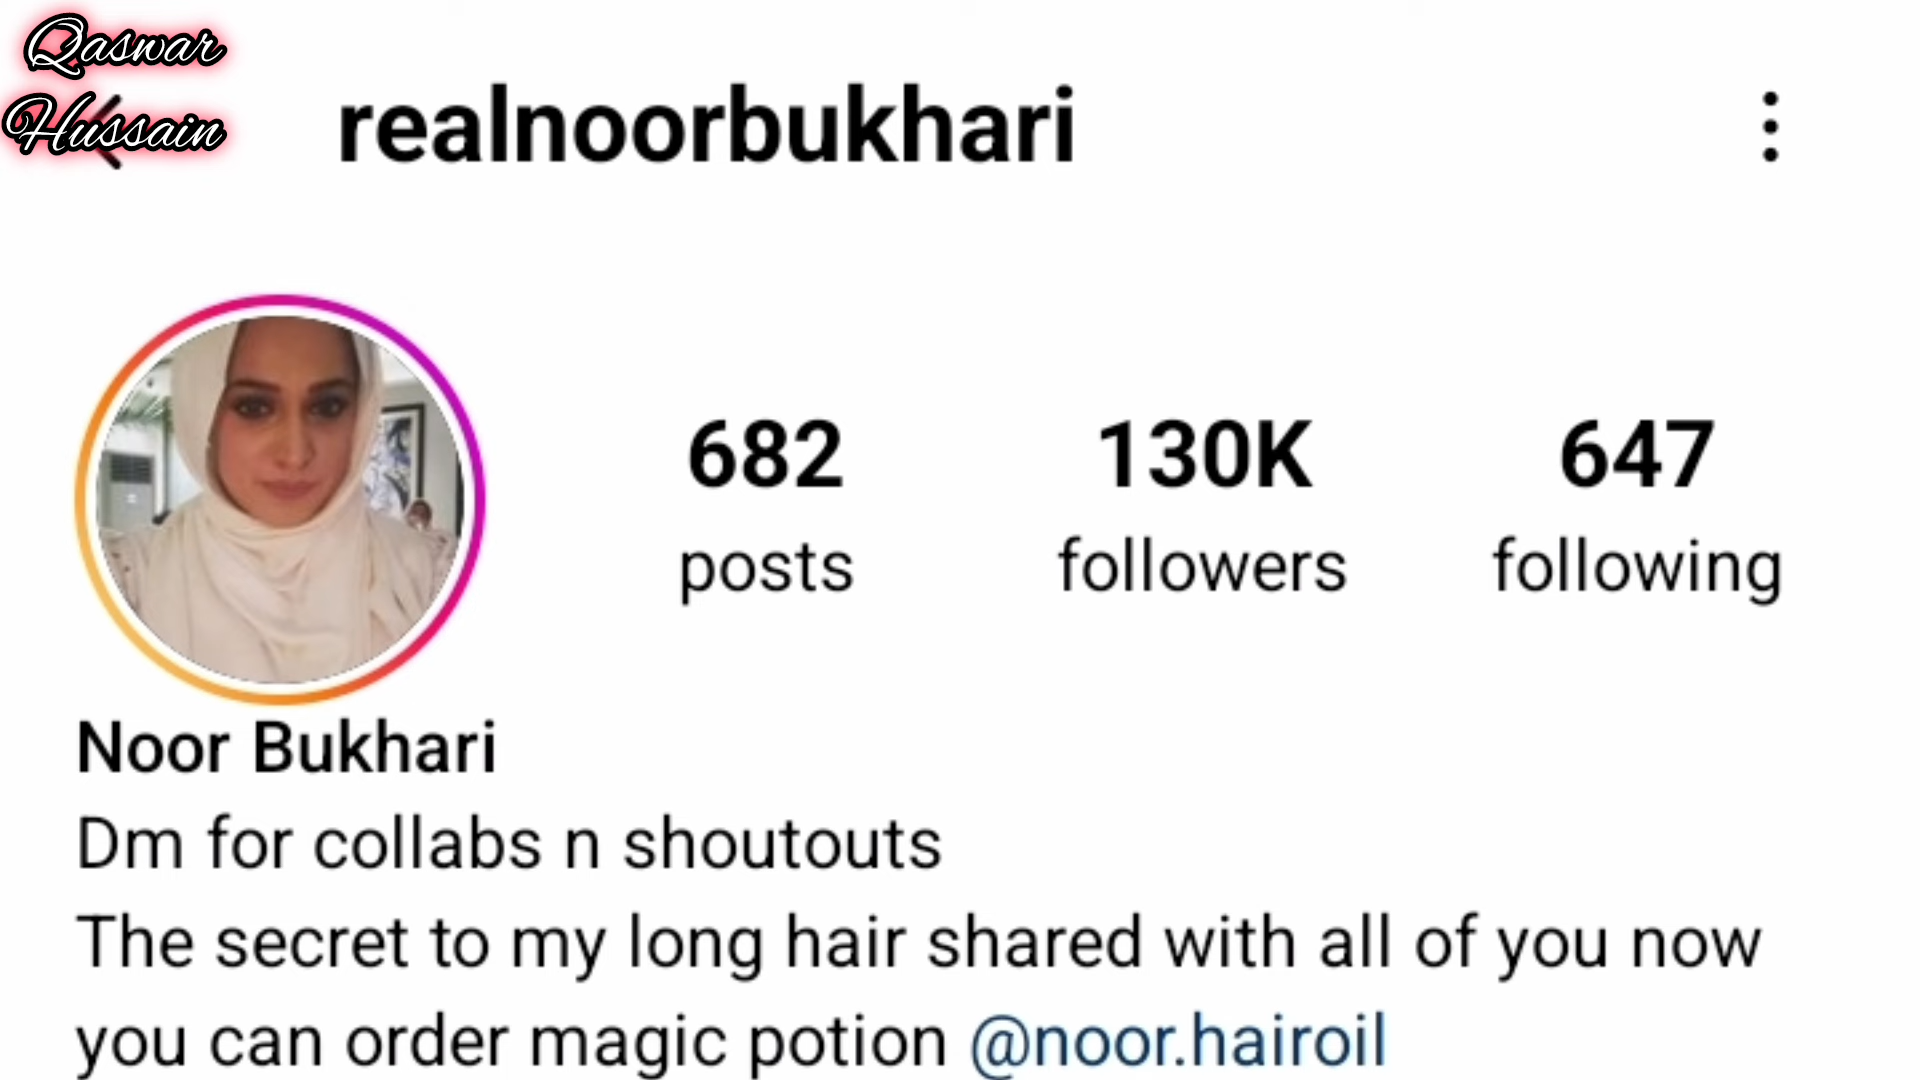 Qaswar
Hussain
realnoorbukhari
682 130K 647
posts followers following
Noor Bukhari
Dm for collabs n shoutouts
The secret to my long hair shared with all of you now
you can order magic potion @noor.hairoil